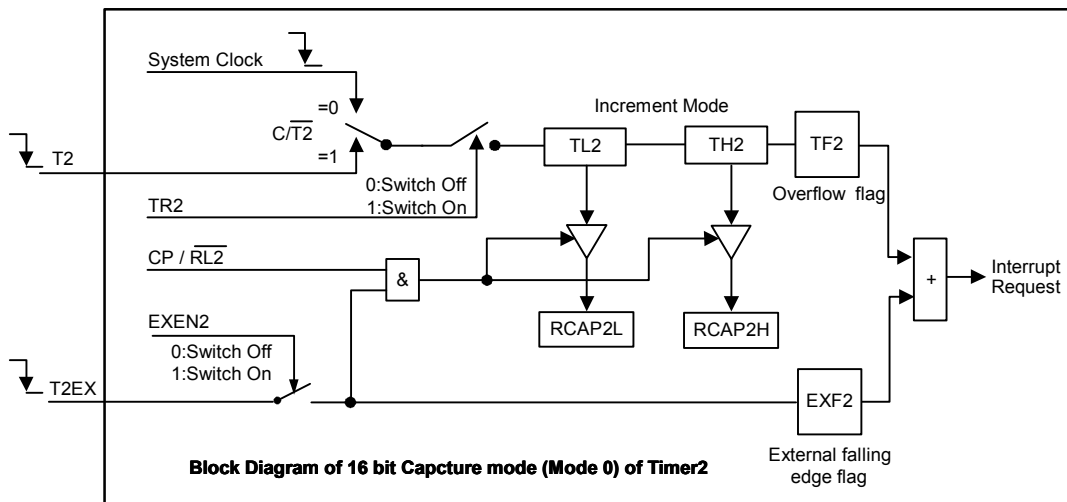 System Clock
=0
C/T2
=1
T2
TR2
0:Switch Off
1:Switch On
Increment Mode
TL2
TH2
TF2
Overflow flag
CP / RL2
&
EXEN2
0:Switch Off
1:Switch On
T2EX
RCAP2L
RCAP2H
+
Interrupt
Request
EXF2
External falling
edge flag
Block Diagram of 16 bit Capcture mode (Mode 0) of Timer2